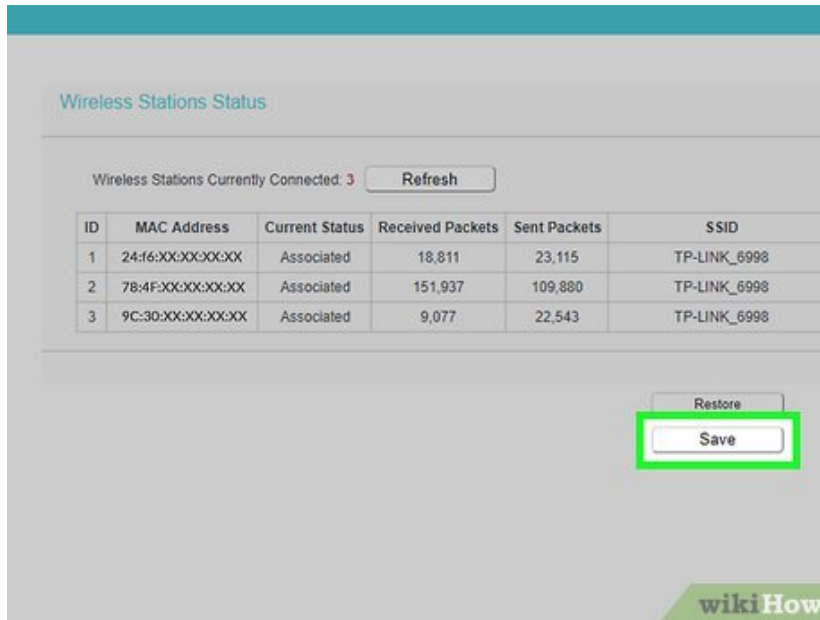 Wireless Stations Status
Wireless Stations Currently Connected: 3 Refresh
ID MAC Address Current Status Received Packets Sent Packets SSID
1 24:f6:XX:XX:XX:XX Associated 18,811 23,115 TP-LINK_6998
2 78:4F:XX:XX:XX:XX Associated 151,937 109,880 TP-LINK_6998
3 9C:30:XX:XX:XX:XX Associated 9,077 22,543 TP-LINK_6998
Restore
Save
wikiHow